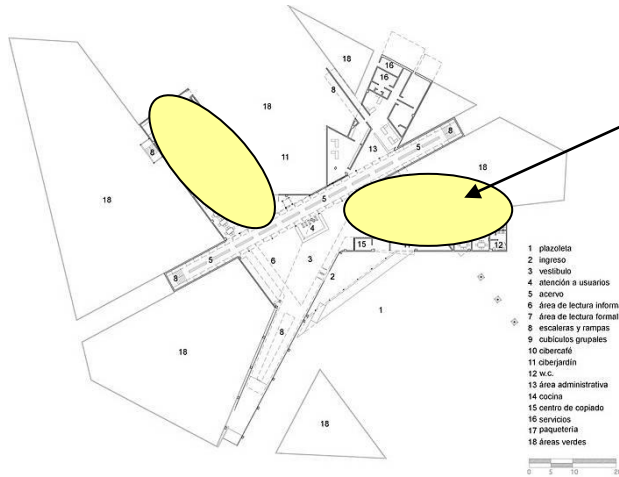 18
16
16
8
18
8
8
13
5
11
18
18
5
4
15
12
6
3
5
2
8
1
8
18
18
1 plazoleta
2 ingreso
3 vestíbulo
4 atención a usuarios
5 acervo
6 área de lectura inform
7 área de lectura formal
8 escaleras y rampas
9 cubículos grupales
10 cibercafé
11 ciberjardín
12 w.c.
13 área administrativa
14 cocina
15 centro de copiado
16 servicios
17 paquetería
18 áreas verdes
0 5 10 20